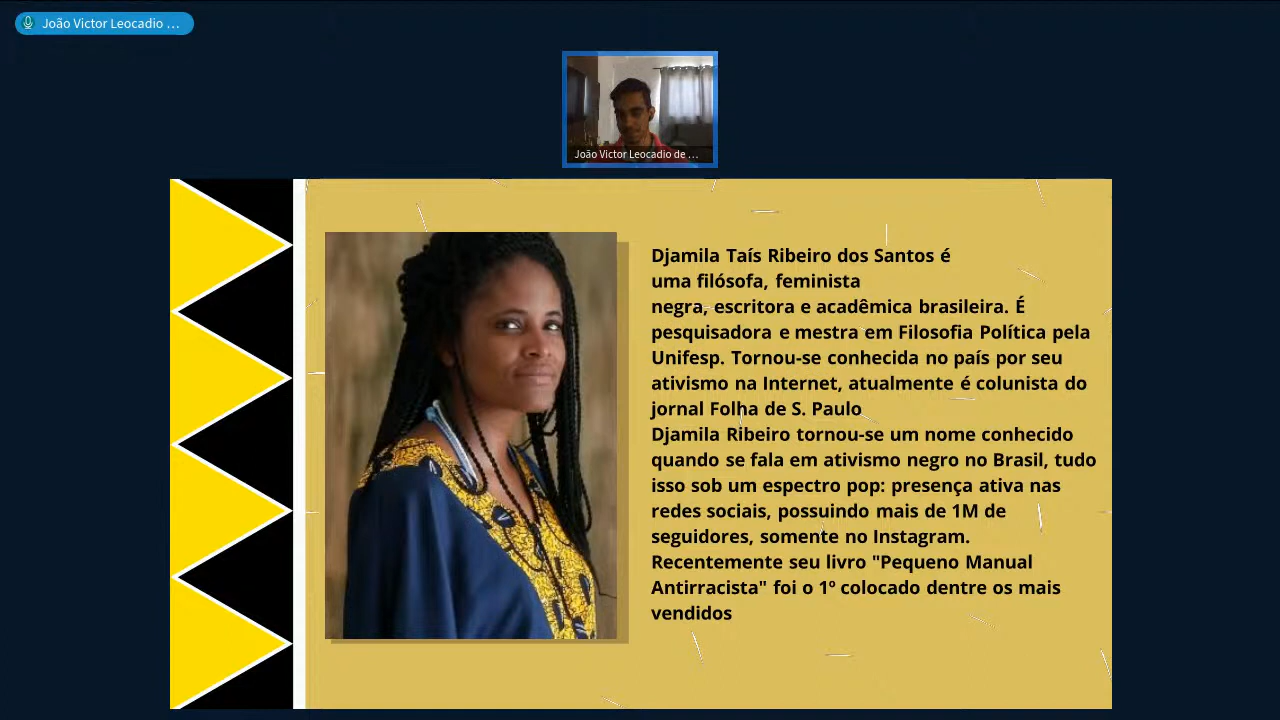 João Victor Leocadio ...
João Victor Leocadio de ...
Djamila Taís Ribeiro dos Santos é
uma filósofa, feminista
negra, escritora e acadêmica brasileira. É
pesquisadora e mestra em Filosofia Política pela
Unifesp. Tornou-se conhecida no país por seu
ativismo na Internet, atualmente é colunista do
jornal Folha de S. Paulo
Djamila Ribeiro tornou-se um nome conhecido
quando se fala em ativismo negro no Brasil, tudo
isso sob um espectro pop: presença ativa nas
redes sociais, possuindo mais de 1M de
seguidores, somente no Instagram.
Recentemente seu livro "Pequeno Manual
Antirracista" foi o 1º colocado dentre os mais
vendidos